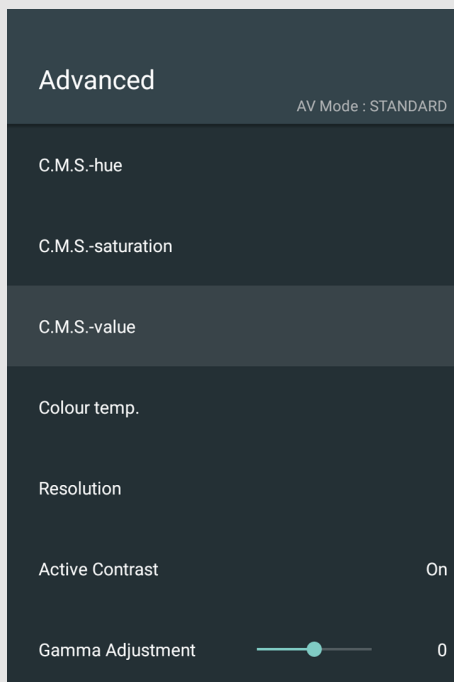 Advanced
AV Mode : STANDARD
C.M.S.-hue
C.M.S.-saturation
C.M.S.-value
Colour temp.
Resolution
Active Contrast On
Gamma Adjustment 0